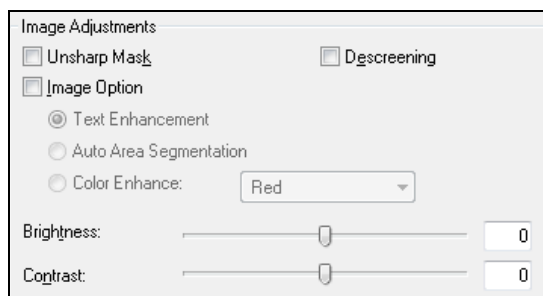 Image Adjustments
Unsharp Mask Descreening
Image Option
Text Enhancement
Auto Area Segmentation
Color Enhance: Red
Brightness: 0
Contrast: 0